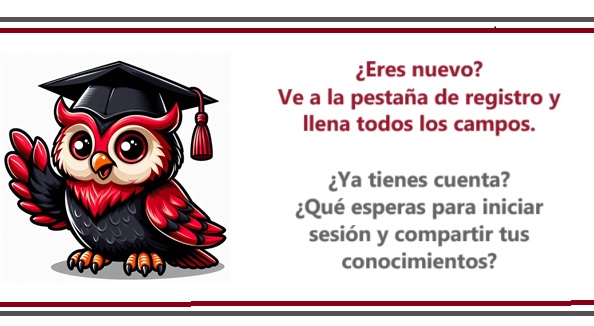 ¿Eres nuevo?
Ve a la pestaña de registro y
llena todos los campos.
¿Ya tienes cuenta?
¿Qué esperas para iniciar
sesión y compartir tus
conocimientos?